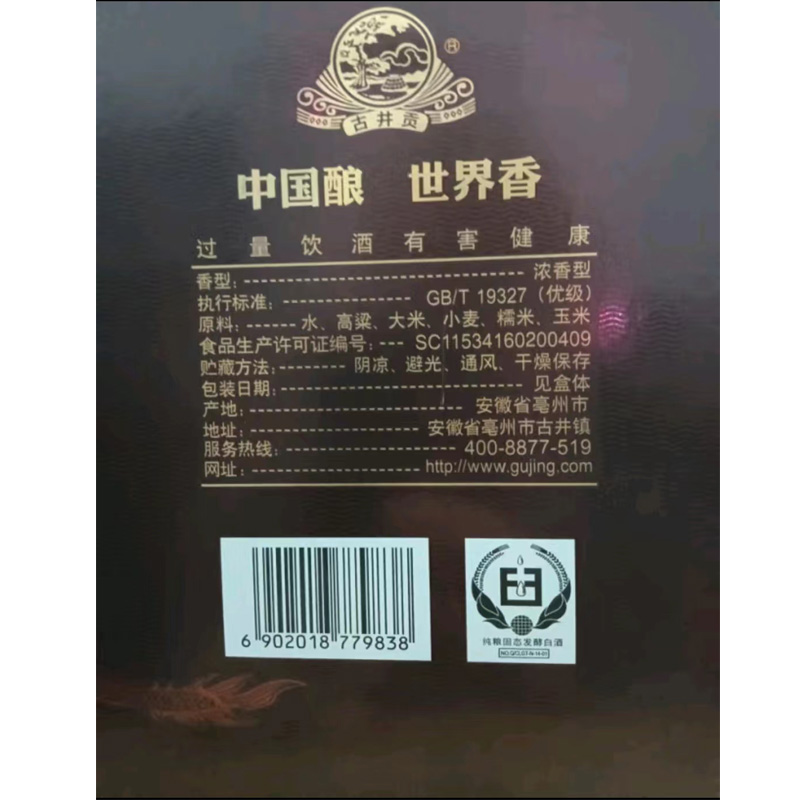 古井贡
®
中国酿 世界香
过量饮酒有害健康
香型:------------------------------------浓香型
执行标准:---------------GB/T 19327（优级）
原料:-------水、高粱、大米、小麦、糯米、玉米
食品生产许可证编号:---SC11534160200409
贮藏方法:---------阴凉、避光、通风、干燥保存
包装日期:--------------------------------见盒体
产地:----------------------------安徽省亳州市
地址:-----------------------安徽省亳州市古井镇
服务热线:-----------------------400-8877-519
网址:-------------------http://www.gujing.com
6 902018 779838
纯粮固态发酵白酒